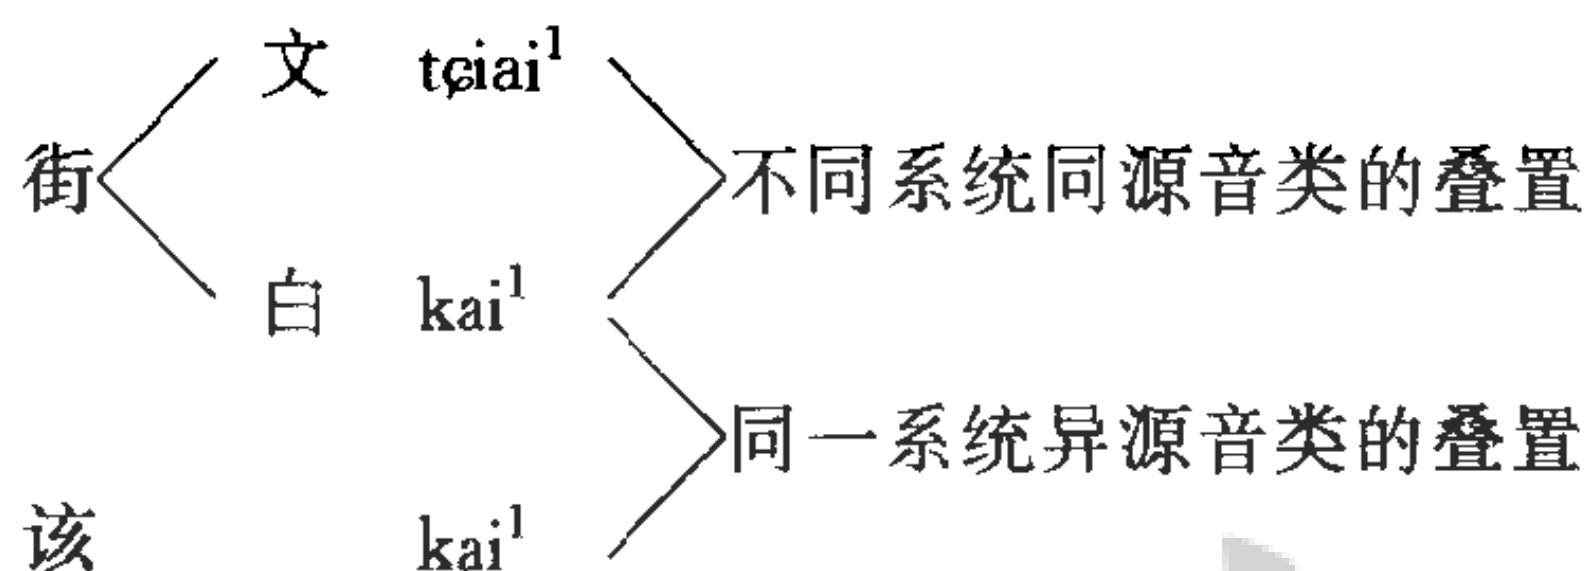 文 tɕiai¹
街 不同系统同源音类的叠置
白 kai¹
同一系统异源音类的叠置
该 kai¹